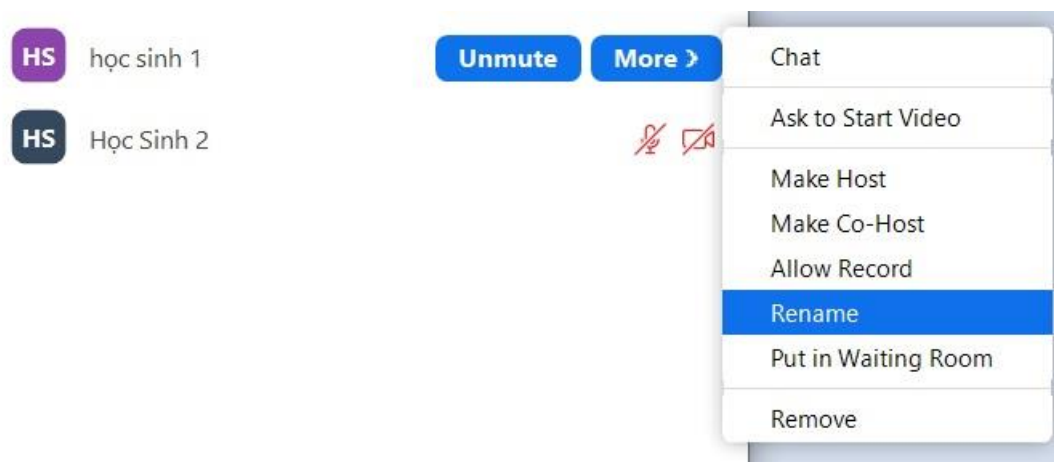 HS học sinh 1 Unmute More >
HS Học Sinh 2
Chat
Ask to Start Video
Make Host
Make Co-Host
Allow Record
Rename
Put in Waiting Room
Remove